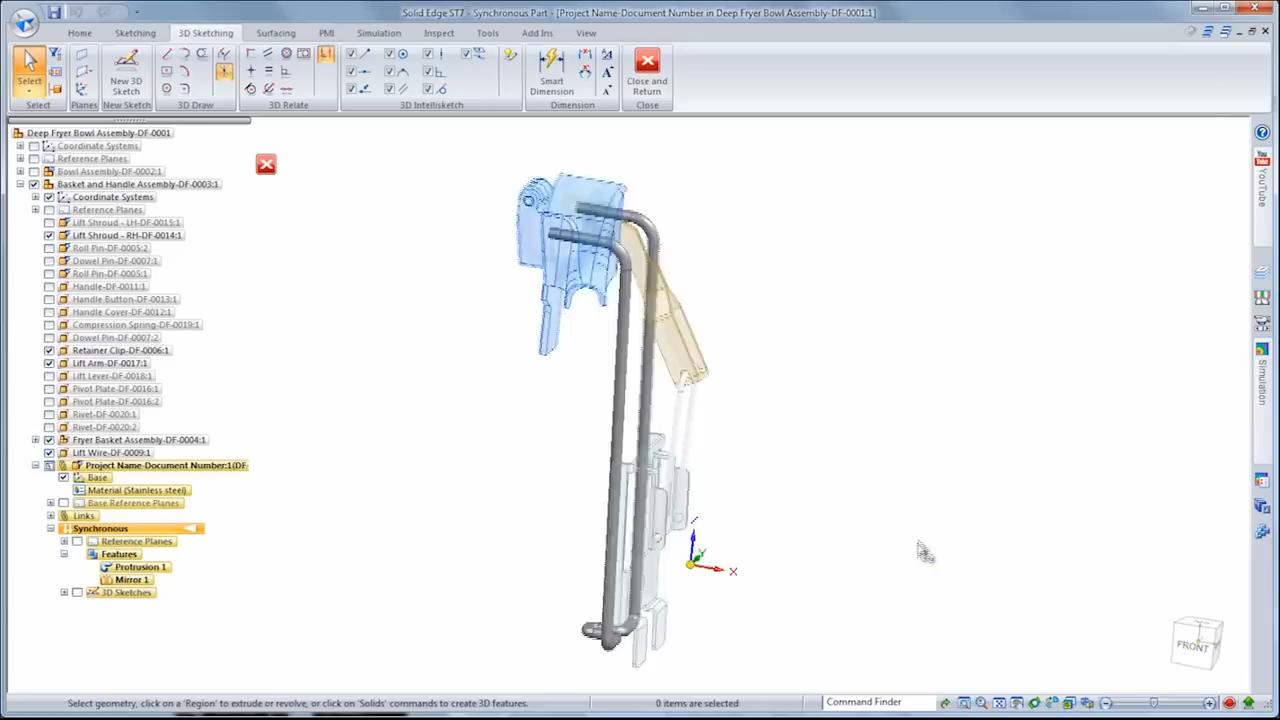 Solid Edge ST7 - Synchronous Part - [Project Name-Document Number in Deep Fryer Bowl Assembly-DF-0001:1]
Home Sketching 3D Sketching Surfacing PMI Simulation Inspect Tools Add Ins View
Select
New 3D
Sketch
Smart
Dimension
Close and
Return
Select Planes New Sketch 3D Draw 3D Relate 3D Intellisketch Dimension Close
Deep Fryer Bowl Assembly-DF-0001
Coordinate Systems
Reference Planes
Bowl Assembly-DF-0002:1
Basket and Handle Assembly-DF-0003:1
Coordinate Systems
Reference Planes
Lift Shroud - LH-DF-0015:1
Lift Shroud - RH-DF-0014:1
Roll Pin-DF-0005:2
Dowel Pin-DF-0007:1
Roll Pin-DF-0005:1
Handle-DF-0011:1
Handle Button-DF-0013:1
Handle Cover-DF-0012:1
Compression Spring-DF-0019:1
Dowel Pin-DF-0007:2
Retainer Clip-DF-0006:1
Lift Arm-DF-0017:1
Lift Lever-DF-0018:1
Pivot Plate-DF-0016:1
Pivot Plate-DF-0016:2
Rivet-DF-0020:1
Rivet-DF-0020:2
Fryer Basket Assembly-DF-0004:1
Lift Wire-DF-0009:1
Project Name-Document Number:1(DF-
Base
Material (Stainless steel)
Base Reference Planes
Links
Synchronous
Reference Planes
Features
Protrusion 1
Mirror 1
3D Sketches
X
FRONT
You
Tube
YouTube
Simulation
Select geometry, click on a 'Region' to extrude or revolve, or click on 'Solids' commands to create 3D features.
0 items are selected
Command Finder